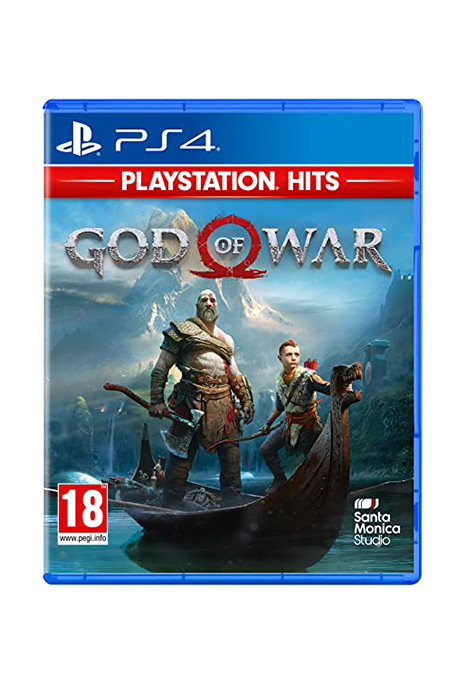 PS4
PLAYSTATION® HITS
GOD OF WAR
18
www.pegi.info
Santa
Monica
Studio